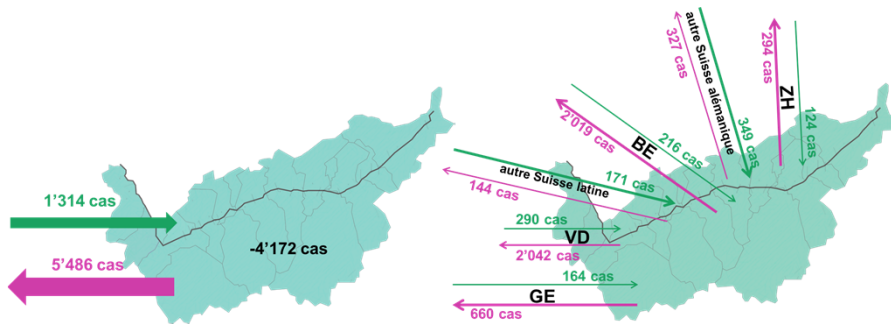 1'314 cas
-4'172 cas
5'486 cas
327 cas
autre Suisse alémanique
349 cas
294 cas
ZH
124 cas
2'019 cas
BE
216 cas
autre Suisse latine
171 cas
144 cas
290 cas
VD
2'042 cas
164 cas
GE
660 cas